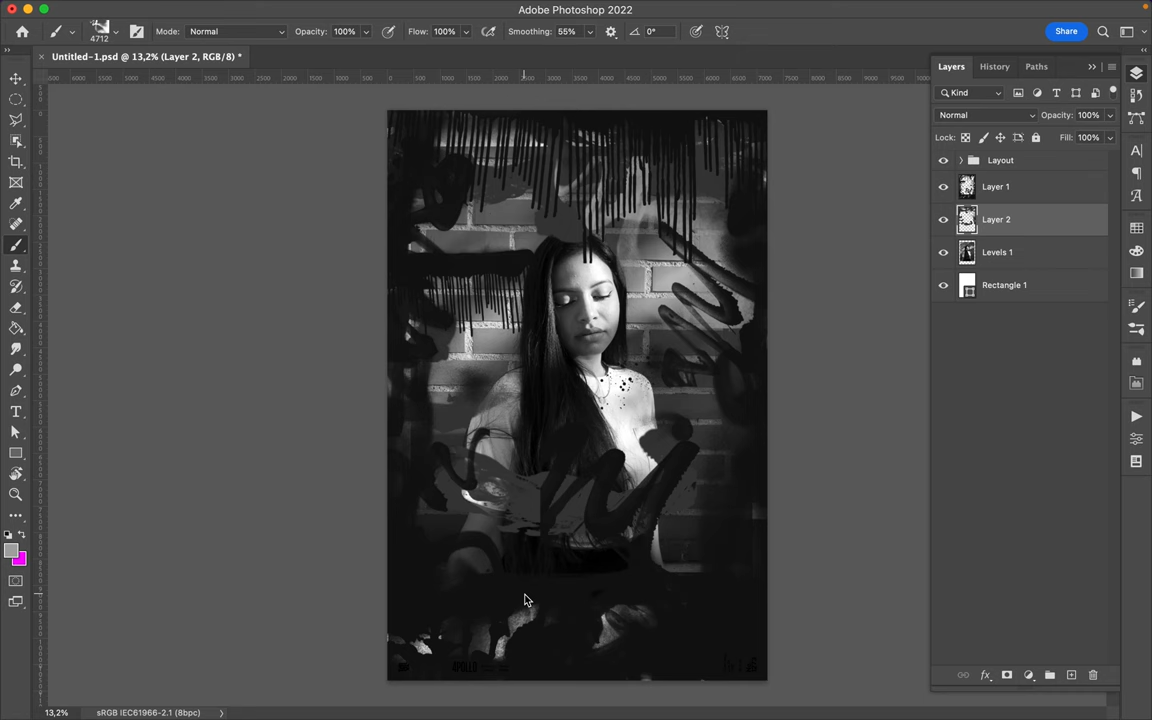 Adobe Photoshop 2022
4712
Mode: Normal Opacity: 100% Flow: 100% Smoothing: 55% 0° Share
Untitled-1.psd @ 13,2% (Layer 2, RGB/8) *
Layers History Paths
Kind
Normal Opacity: 100%
Lock: Fill: 100%
Layout
Layer 1
Layer 2
Levels 1
Rectangle 1
APOLLO
13,2% sRGB IEC61966-2.1 (8bpc)